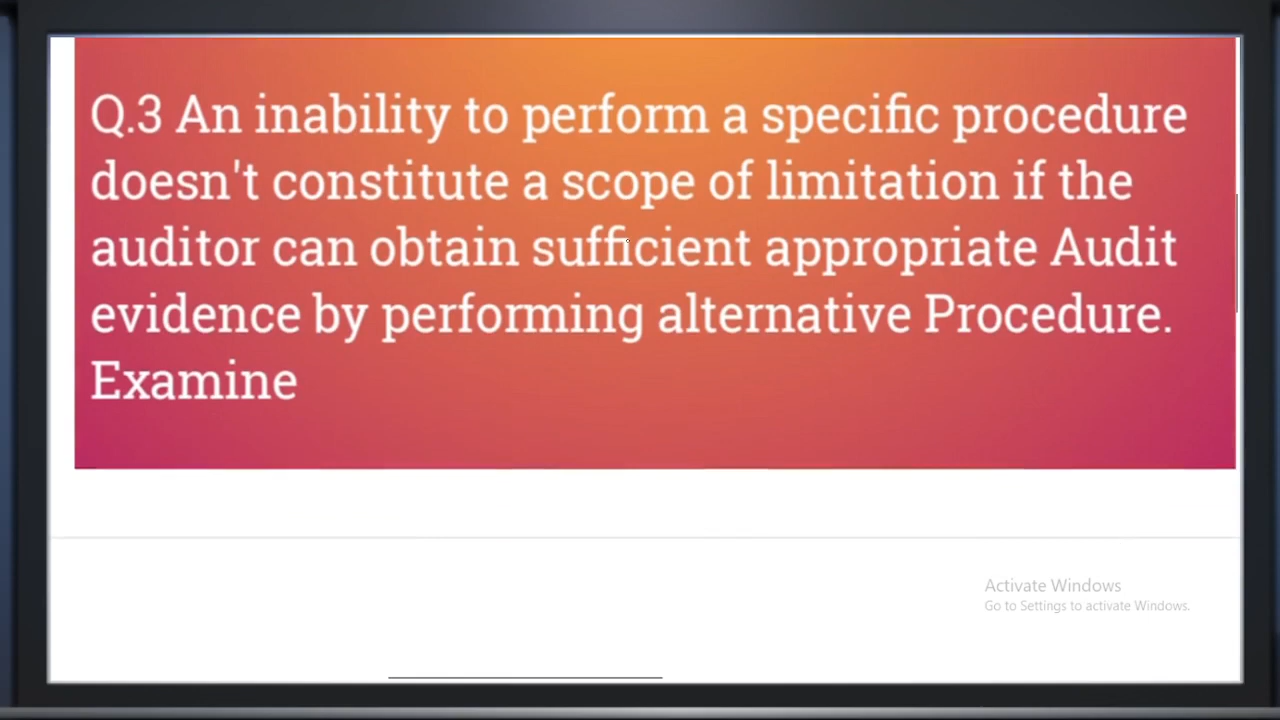 Q.3 An inability to perform a specific procedure
doesn't constitute a scope of limitation if the
auditor can obtain sufficient appropriate Audit
evidence by performing alternative Procedure.
Examine
Activate Windows
Go to Settings to activate Windows.